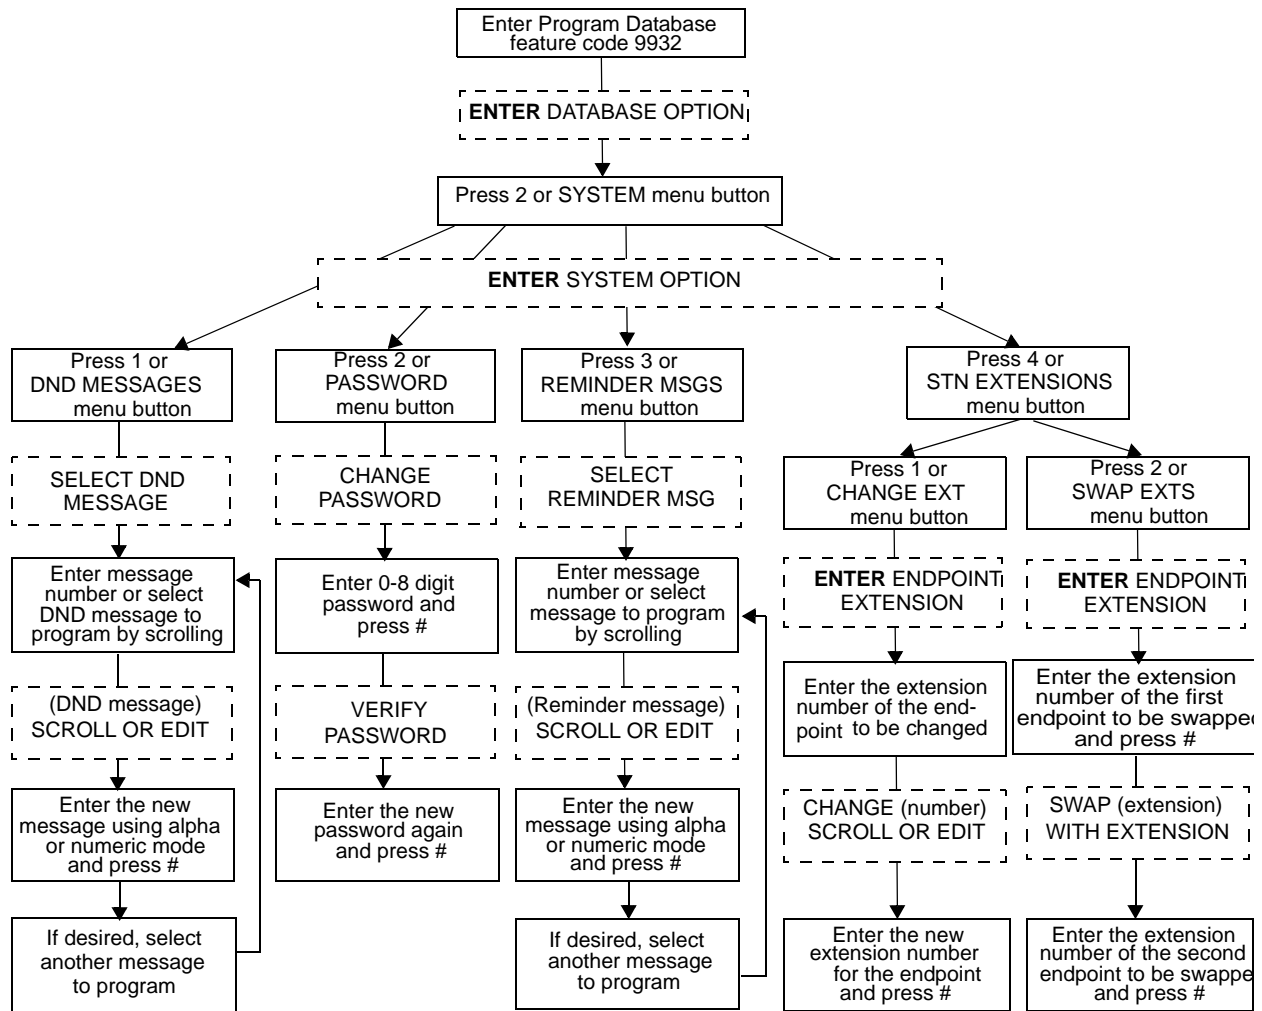 Enter Program Database
feature code 9932
ENTER DATABASE OPTION
Press 2 or SYSTEM menu button
ENTER SYSTEM OPTION
Press 1 or
DND MESSAGES
menu button
Press 2 or
PASSWORD
menu button
Press 3 or
REMINDER MSGS
menu button
Press 4 or
STN EXTENSIONS
menu button
SELECT DND
MESSAGE
CHANGE
PASSWORD
SELECT
REMINDER MSG
Press 1 or
CHANGE EXT
menu button
Press 2 or
SWAP EXTS
menu button
Enter message
number or select
DND message to
program by scrolling
Enter 0-8 digit
password and
press #
Enter message
number or select
message to program
by scrolling
ENTER ENDPOINT
EXTENSION
ENTER ENDPOINT
EXTENSION
(DND message)
SCROLL OR EDIT
VERIFY
PASSWORD
(Reminder message)
SCROLL OR EDIT
Enter the extension
number of the end-
point to be changed
Enter the extension
number of the first
endpoint to be swapped
and press #
Enter the new
message using alpha
or numeric mode
and press #
Enter the new
password again
and press #
Enter the new
message using alpha
or numeric mode
and press #
CHANGE (number)
SCROLL OR EDIT
SWAP (extension)
WITH EXTENSION
If desired, select
another message
to program
If desired, select
another message
to program
Enter the new
extension number
for the endpoint
and press #
Enter the extension
number of the second
endpoint to be swappe
and press #